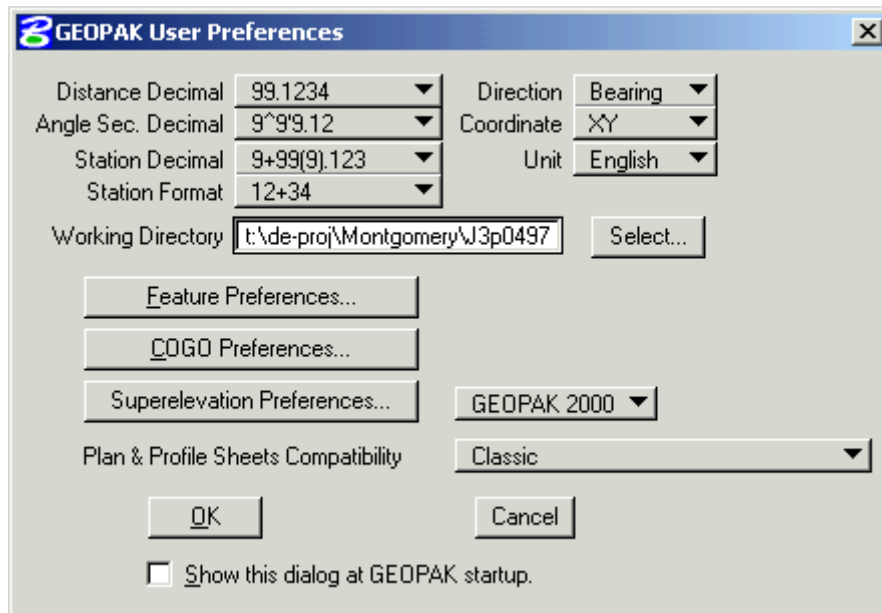 GEOPAK User Preferences
Distance Decimal 99.1234 Direction Bearing
Angle Sec. Decimal 9^9'9.12 Coordinate XY
Station Decimal 9+99(9).123 Unit English
Station Format 12+34
Working Directory t:\de-proj\Montgomery\J3p0497 Select...
Feature Preferences...
COGO Preferences...
Superelevation Preferences... GEOPAK 2000
Plan & Profile Sheets Compatibility Classic
OK Cancel
Show this dialog at GEOPAK startup.